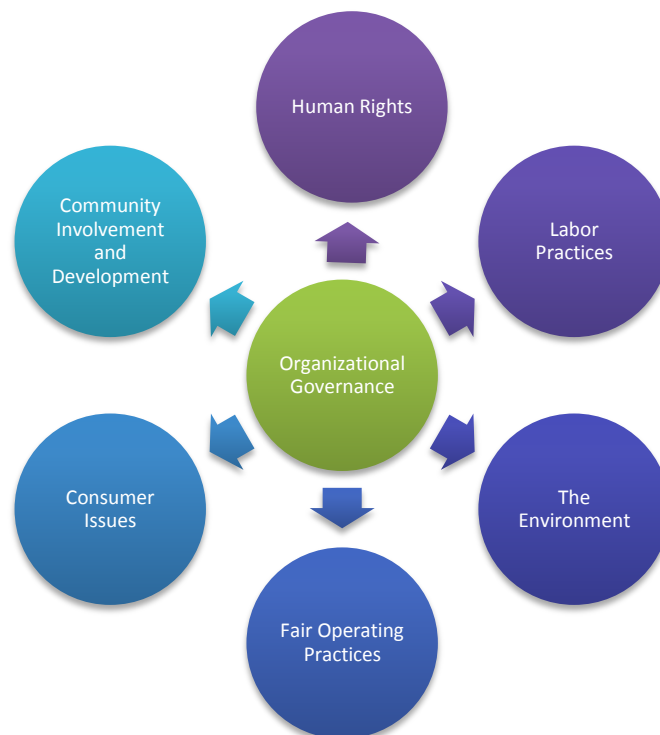 Human Rights
Community
Involvement
and
Development
Labor
Practices
Organizational
Governance
Consumer
Issues
The
Environment
Fair Operating
Practices